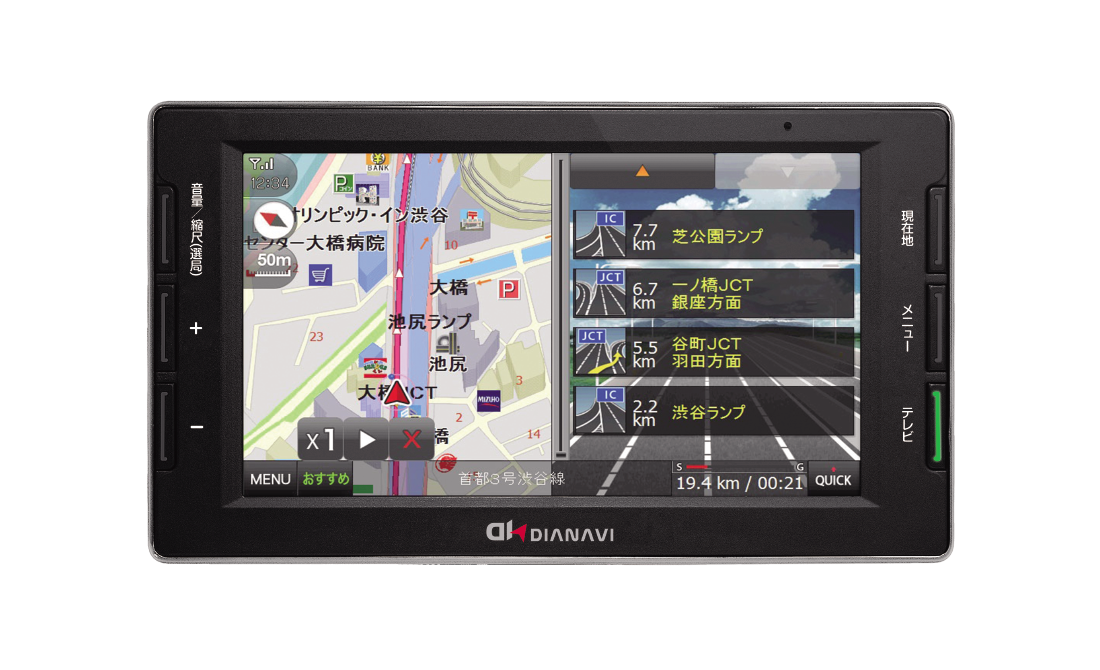 音量/縮尺(選局)
+
−
12:34
50m
BANK
P
オリンピック・イン渋谷
センター大橋病院
10
大橋
P
23
池尻ランプ
池尻
大橋JCT
3
MIZUHO
2
14
橋
x1
MENU
おすすめ
首都3号渋谷線
IC
7.7 km
芝公園ランプ
JCT
6.7 km
一ノ橋JCT
銀座方面
JCT
5.5 km
谷町JCT
羽田方面
IC
2.2 km
渋谷ランプ
S G
19.4 km / 00:21
QUICK
現在地
メニュー
テレビ
DIANAVI